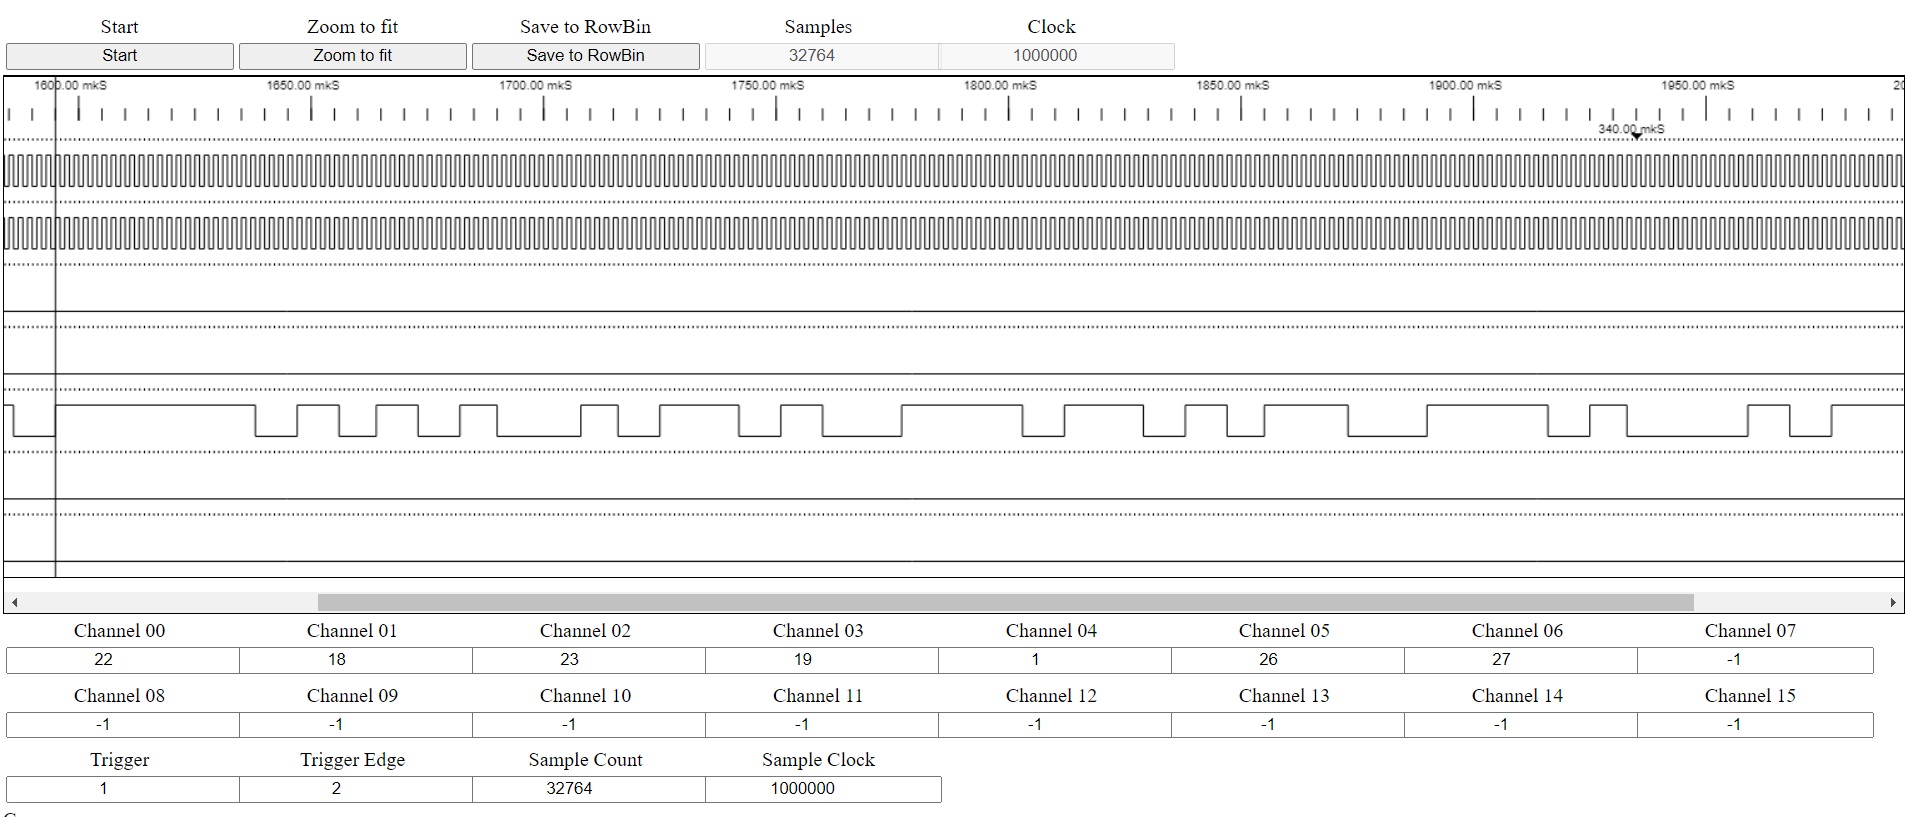 Start Zoom to fit Save to RowBin Samples Clock
Start Zoom to fit Save to RowBin 32764 1000000
1600.00 mkS 1650.00 mkS 1700.00 mkS 1750.00 mkS 1800.00 mkS 1850.00 mkS 1900.00 mkS 1950.00 mkS
340.00 mkS
Channel 00 Channel 01 Channel 02 Channel 03 Channel 04 Channel 05 Channel 06 Channel 07
22 18 23 19 1 26 27 -1
Channel 08 Channel 09 Channel 10 Channel 11 Channel 12 Channel 13 Channel 14 Channel 15
-1 -1 -1 -1 -1 -1 -1 -1
Trigger Trigger Edge Sample Count Sample Clock
1 2 32764 1000000